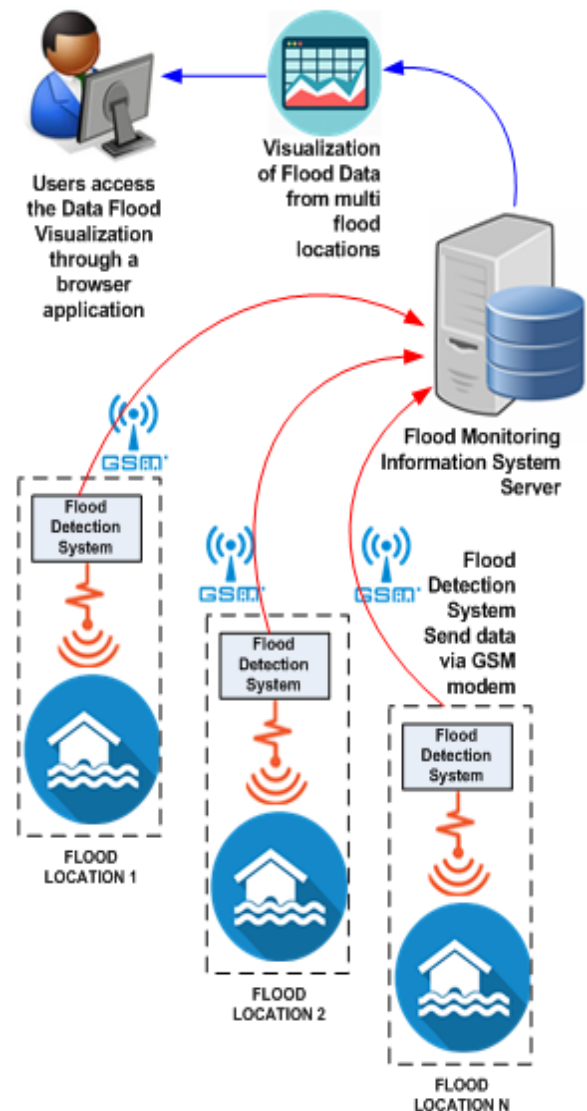 Users access
the Data Flood
Visualization
through a
browser
application
Visualization
of Flood Data
from multi
flood
locations
Flood Monitoring
Information System
Server
GSM
Flood
Detection
System
FLOOD
LOCATION 1
GSM
Flood
Detection
System
FLOOD
LOCATION 2
GSM
Flood
Detection
System
Send data
via GSM
modem
Flood
Detection
System
FLOOD
LOCATION N